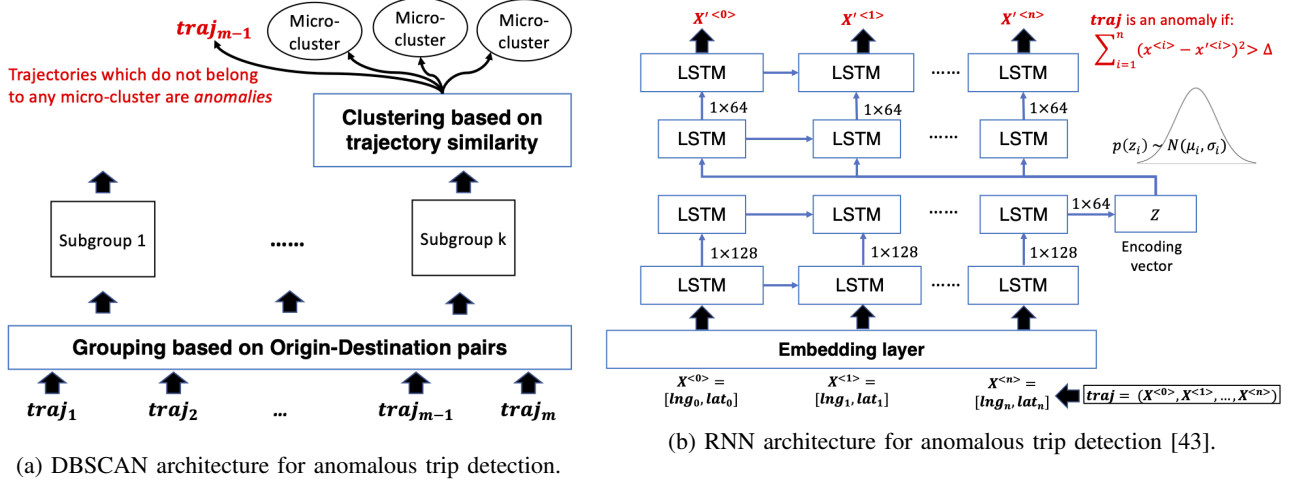 Micro-
cluster
Micro-
cluster
Micro-
cluster
traj_{m-1}
Trajectories which do not belong
to any micro-cluster are anomalies
Clustering based on
trajectory similarity
Subgroup 1
......
Subgroup k
Grouping based on Origin-Destination pairs
traj_1 traj_2 ... traj_{m-1} traj_m
(a) DBSCAN architecture for anomalous trip detection.
X'^{<0>} X'^{<1>} X'^{<n>}
traj is an anomaly if:
∑_{i=1}^{n}(x^{<i>} − x'^{<i>})^2 > Δ
LSTM LSTM ...... LSTM
1×64 1×64 1×64
LSTM LSTM ...... LSTM
p(z_i) ~ N(μ_i, σ_i)
LSTM LSTM ...... LSTM 1×64 Z
1×128 1×128 1×128
Encoding
vector
LSTM LSTM ...... LSTM
Embedding layer
X^{<0>} = X^{<1>} = X^{<n>} =
[lng_0, lat_0] [lng_1, lat_1] [lng_n, lat_n] traj = (X^{<0>}, X^{<1>}, ..., X^{<n>})
(b) RNN architecture for anomalous trip detection [43].